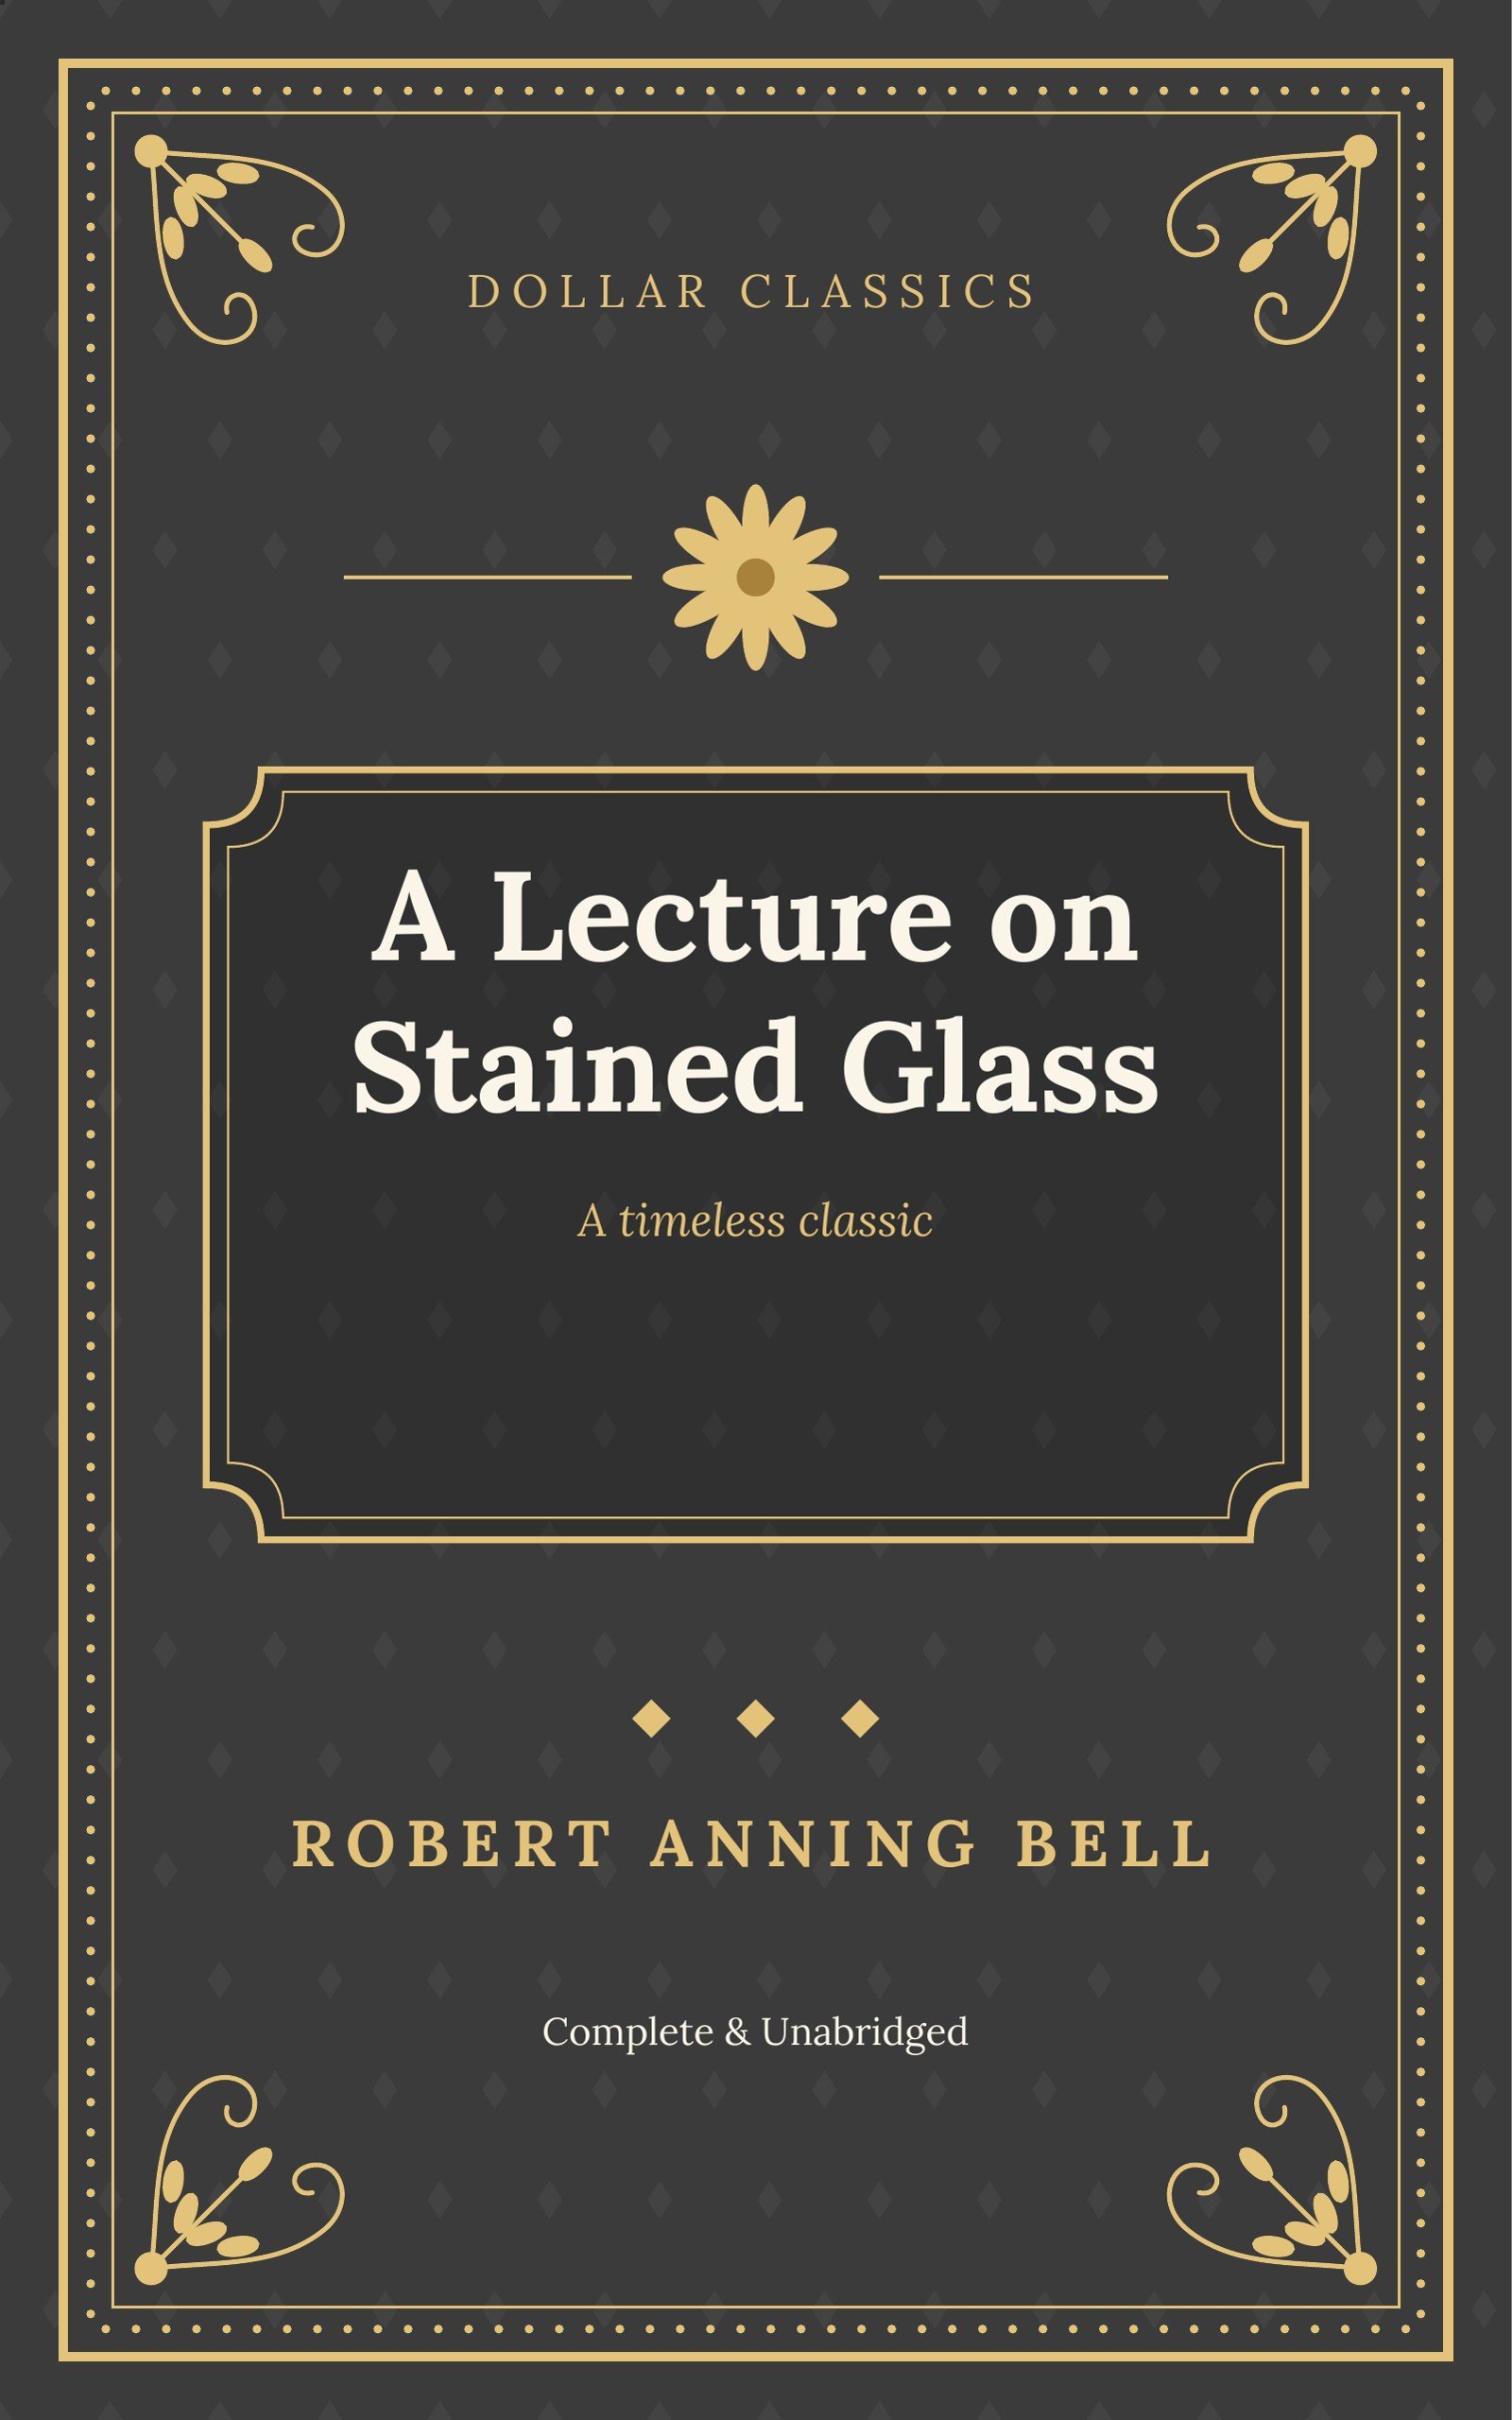 DOLLAR CLASSICS
A Lecture on
Stained Glass
A timeless classic
ROBERT ANNING BELL
Complete & Unabridged